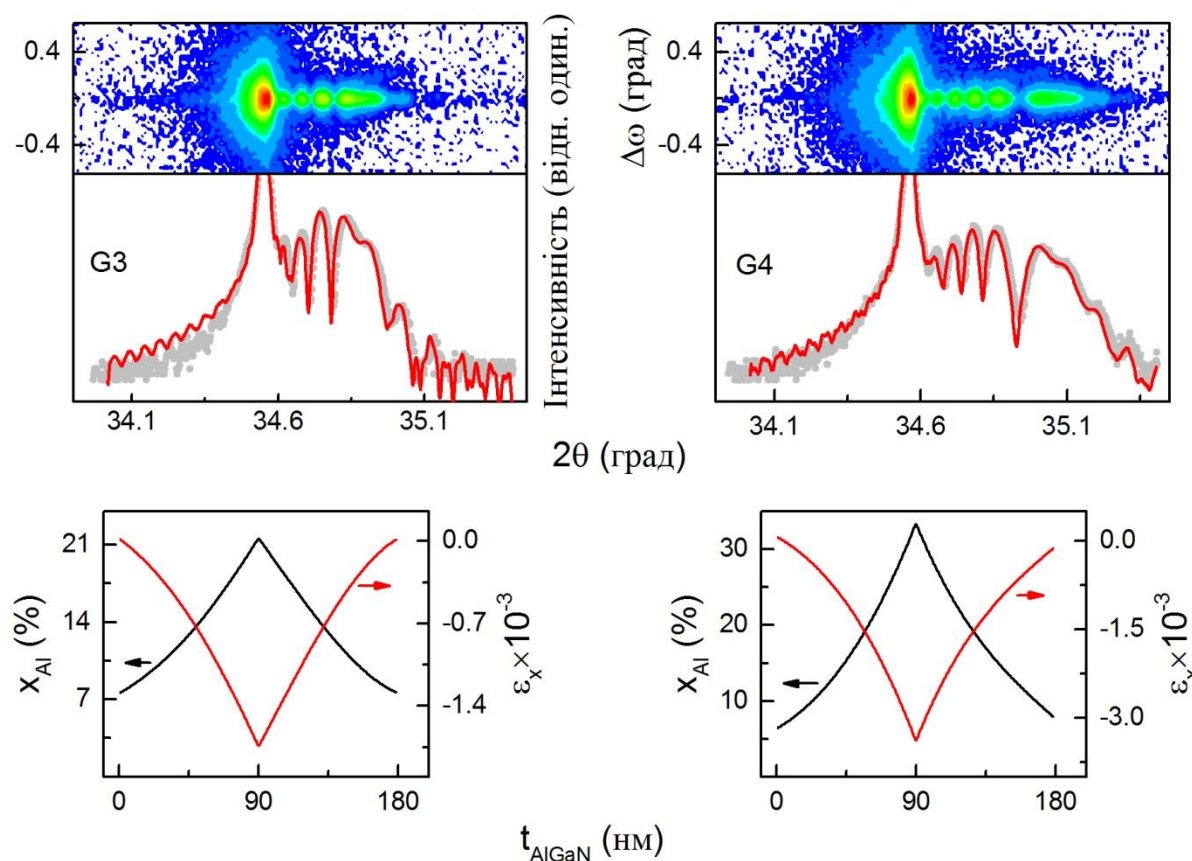 0.4
-0.4
Інтенсивність (відн. один.)
G3
34.1 34.6 35.1
Δω (град)
0.4
-0.4
G4
34.1 34.6 35.1
2θ (град)
21
14
7
x_Al (%)
0.0
-0.7
-1.4
ε_x×10⁻³
0 90 180
30
20
10
x_Al (%)
0.0
-1.5
-3.0
ε_x×10⁻³
0 90 180
t_AlGaN (нм)